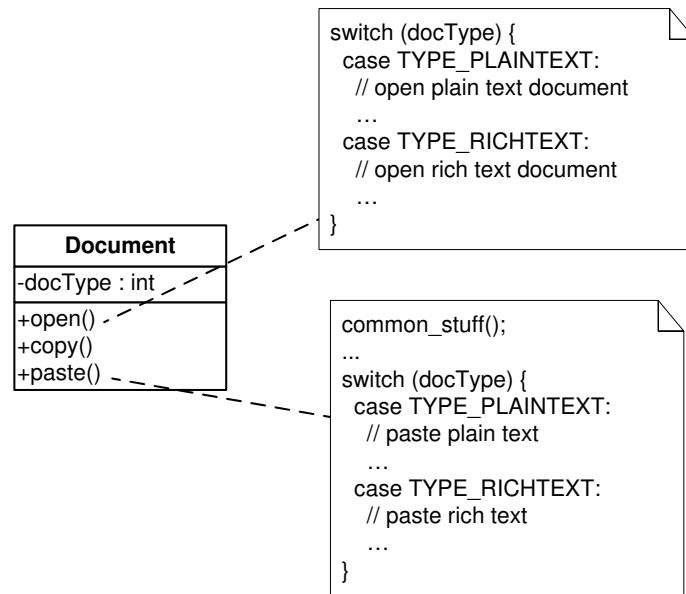 switch (docType) {
case TYPE_PLAINTEXT:
// open plain text document
…
case TYPE_RICHTEXT:
// open rich text document
…
}
Document
-docType : int
+open()
+copy()
+paste()
common_stuff();
...
switch (docType) {
case TYPE_PLAINTEXT:
// paste plain text
…
case TYPE_RICHTEXT:
// paste rich text
…
}